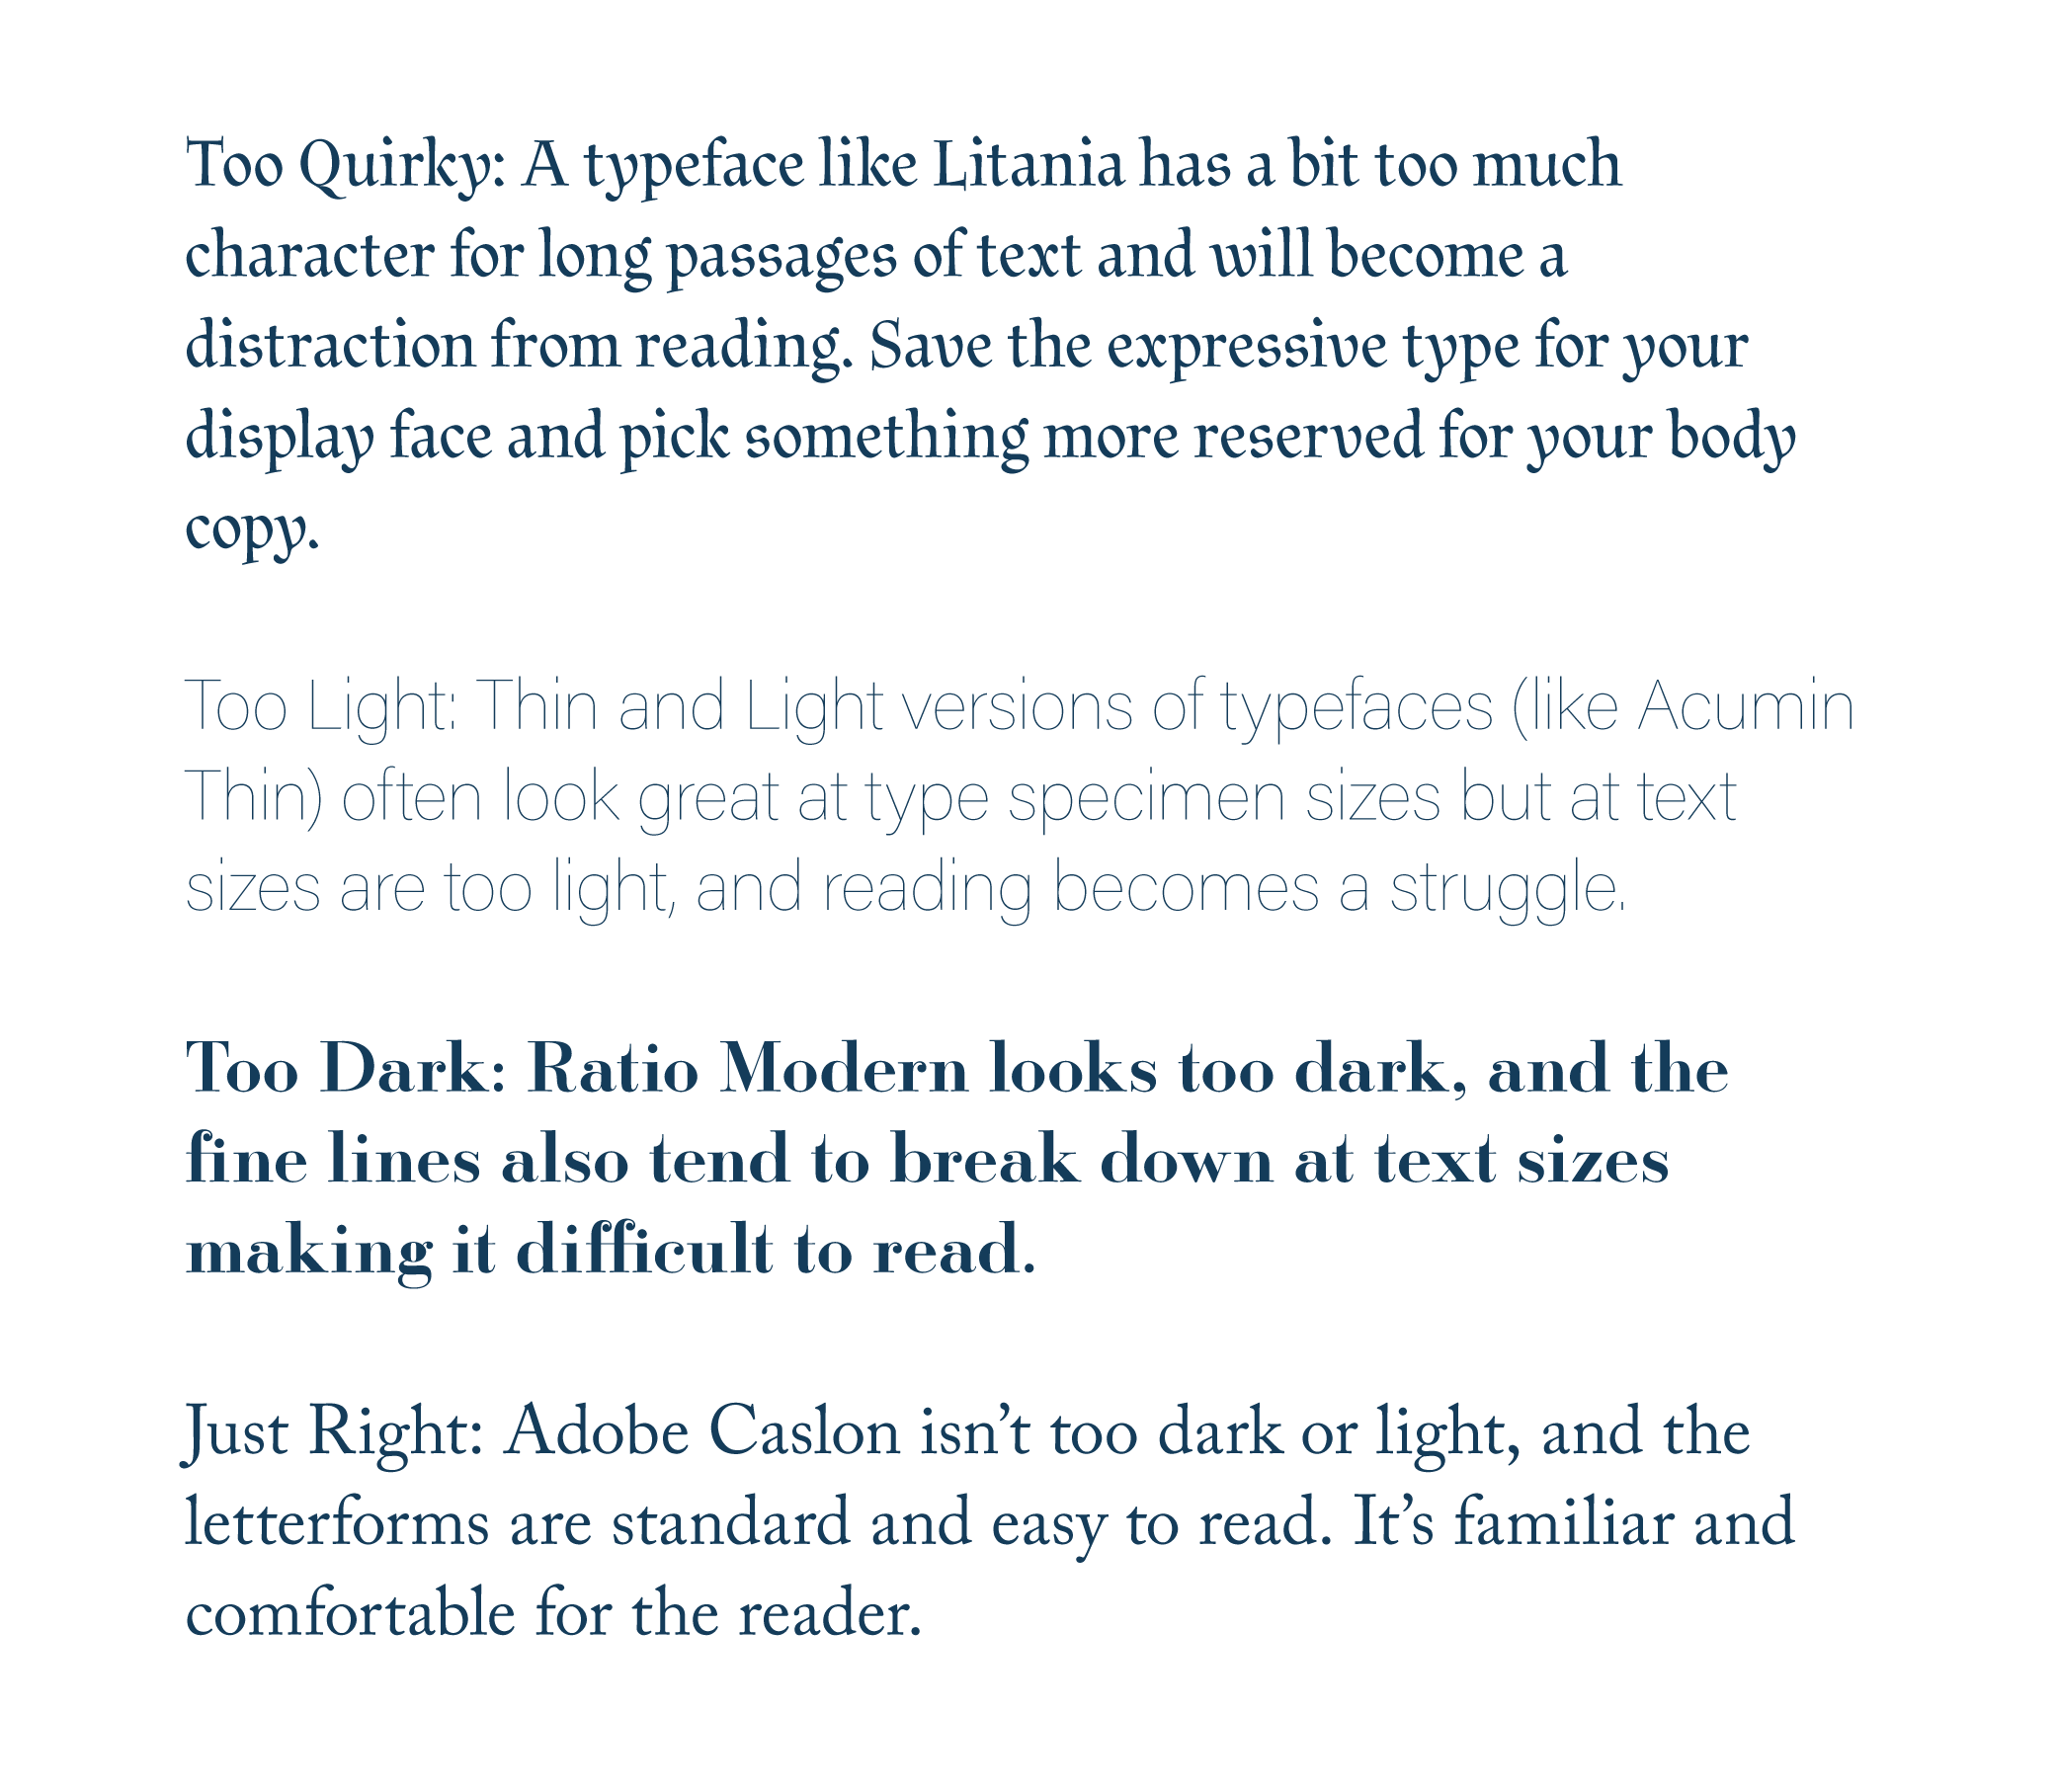 Too Quirky: A typeface like Litania has a bit too much
character for long passages of text and will become a
distraction from reading. Save the expressive type for your
display face and pick something more reserved for your body
copy.
Too Light: Thin and Light versions of typefaces (like Acumin
Thin) often look great at type specimen sizes but at text
sizes are too light, and reading becomes a struggle.
Too Dark: Ratio Modern looks too dark, and the
fine lines also tend to break down at text sizes
making it difficult to read.
Just Right: Adobe Caslon isn’t too dark or light, and the
letterforms are standard and easy to read. It’s familiar and
comfortable for the reader.